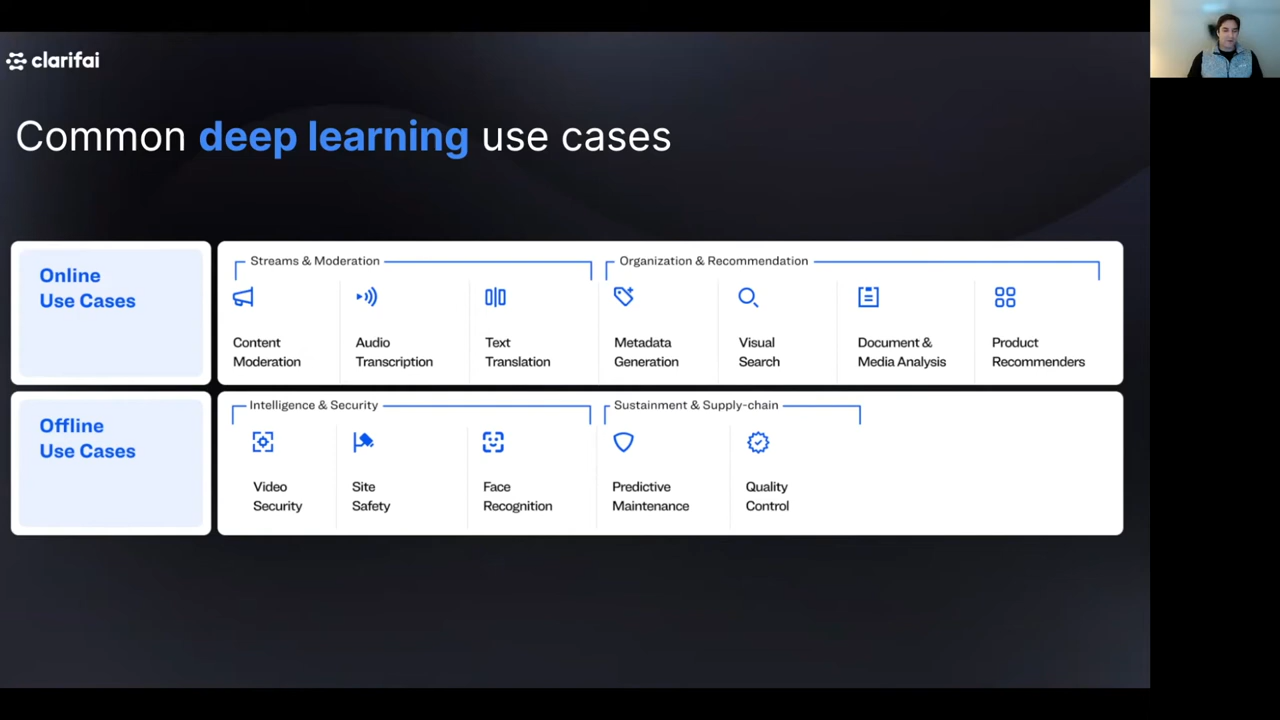 clarifai
Common deep learning use cases
Online
Use Cases
Streams & Moderation
Content
Moderation
Audio
Transcription
Text
Translation
Organization & Recommendation
Metadata
Generation
Visual
Search
Document &
Media Analysis
Product
Recommenders
Offline
Use Cases
Intelligence & Security
Video
Security
Site
Safety
Face
Recognition
Sustainment & Supply-chain
Predictive
Maintenance
Quality
Control